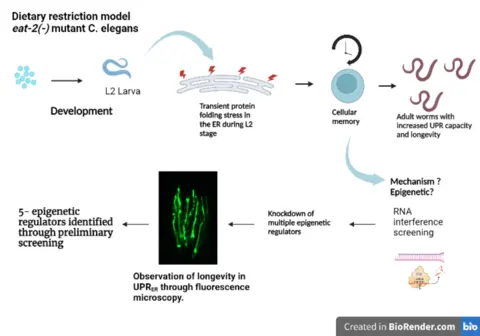 Dietary restriction model
eat-2(-) mutant C. elegans
L2 Larva
Development
Transient protein
folding stress in
the ER during L2
stage
Cellular
memory
Adult worms with
increased UPR capacity
and longevity
Mechanism ?
Epigenetic?
RNA
interference
screening
Knockdown of
multiple epigenetic
regulators
5- epigenetic
regulators identified
through preliminary
screening
Observation of longevity in
UPRER through fluorescence
microscopy.
Created in BioRender.com bio